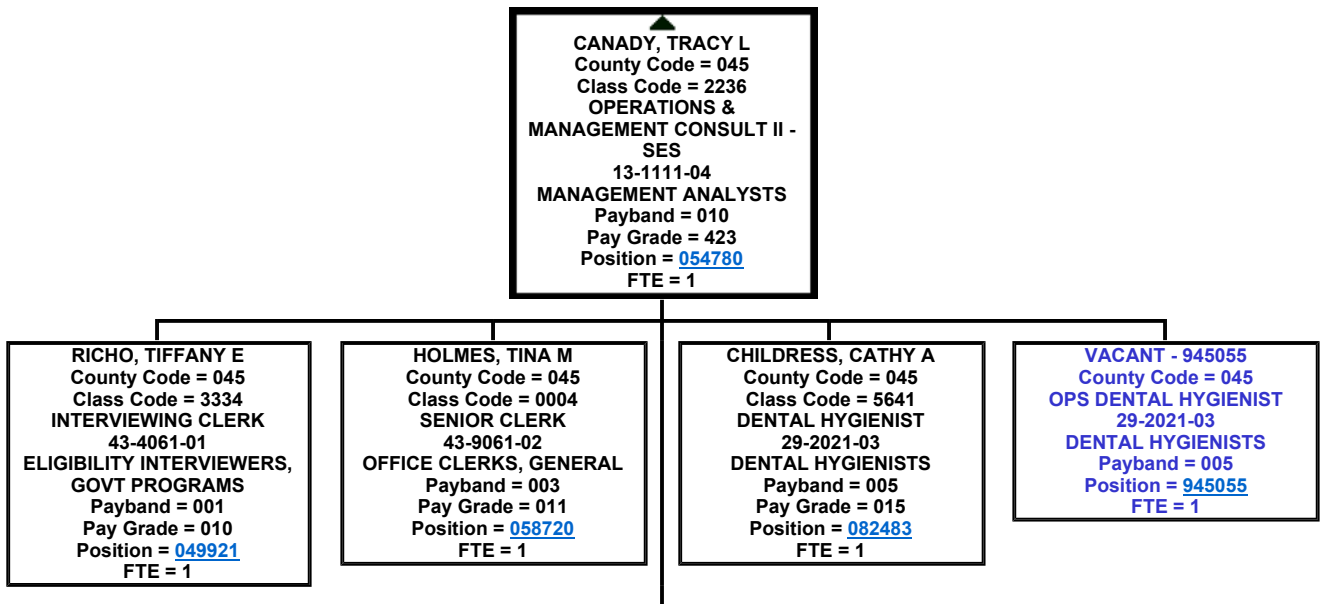 CANADY, TRACY L
County Code = 045
Class Code = 2236
OPERATIONS &
MANAGEMENT CONSULT II -
SES
13-1111-04
MANAGEMENT ANALYSTS
Payband = 010
Pay Grade = 423
Position = 054780
FTE = 1
RICHO, TIFFANY E
County Code = 045
Class Code = 3334
INTERVIEWING CLERK
43-4061-01
ELIGIBILITY INTERVIEWERS,
GOVT PROGRAMS
Payband = 001
Pay Grade = 010
Position = 049921
FTE = 1
HOLMES, TINA M
County Code = 045
Class Code = 0004
SENIOR CLERK
43-9061-02
OFFICE CLERKS, GENERAL
Payband = 003
Pay Grade = 011
Position = 058720
FTE = 1
CHILDRESS, CATHY A
County Code = 045
Class Code = 5641
DENTAL HYGIENIST
29-2021-03
DENTAL HYGIENISTS
Payband = 005
Pay Grade = 015
Position = 082483
FTE = 1
VACANT - 945055
County Code = 045
OPS DENTAL HYGIENIST
29-2021-03
DENTAL HYGIENISTS
Payband = 005
Position = 945055
FTE = 1